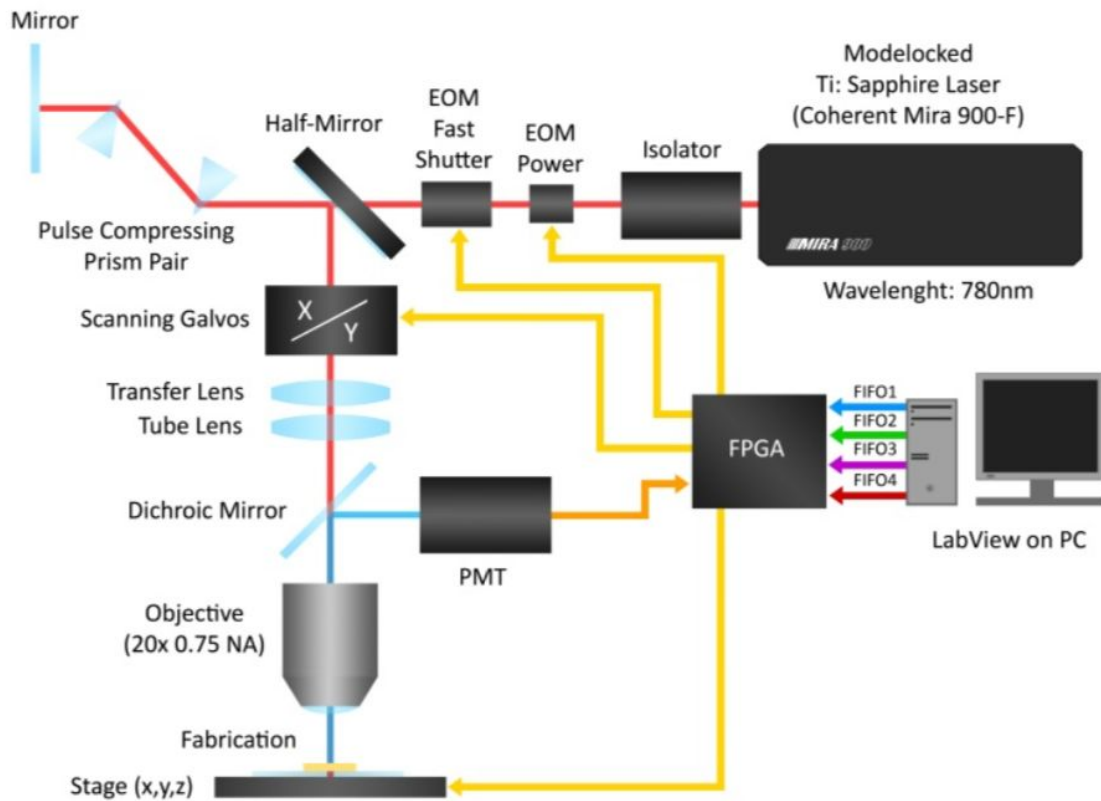 Mirror
Modelocked
Ti: Sapphire Laser
(Coherent Mira 900-F)
EOM
Fast
Shutter
Half-Mirror
EOM
Power
Isolator
Pulse Compressing
Prism Pair
MIRA 900
Wavelenght: 780nm
X
Y
Scanning Galvos
Transfer Lens
Tube Lens
FPGA
FIFO1
FIFO2
FIFO3
FIFO4
Dichroic Mirror
LabView on PC
PMT
Objective
(20x 0.75 NA)
Fabrication
Stage (x,y,z)